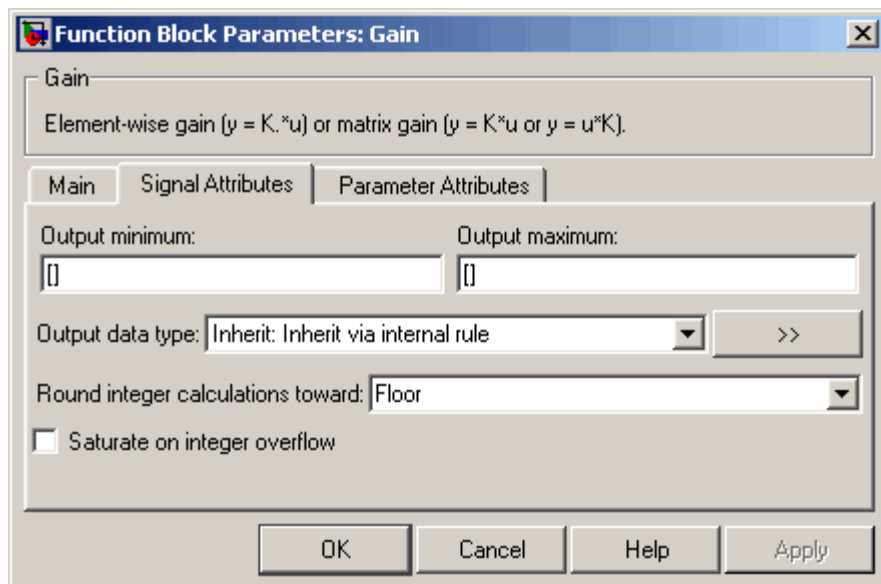 Function Block Parameters: Gain
Gain
Element-wise gain (y = K.*u) or matrix gain (y = K*u or y = u*K).
Main Signal Attributes Parameter Attributes
Output minimum: Output maximum:
[] []
Output data type: Inherit: Inherit via internal rule >>
Round integer calculations toward: Floor
Saturate on integer overflow
OK Cancel Help Apply